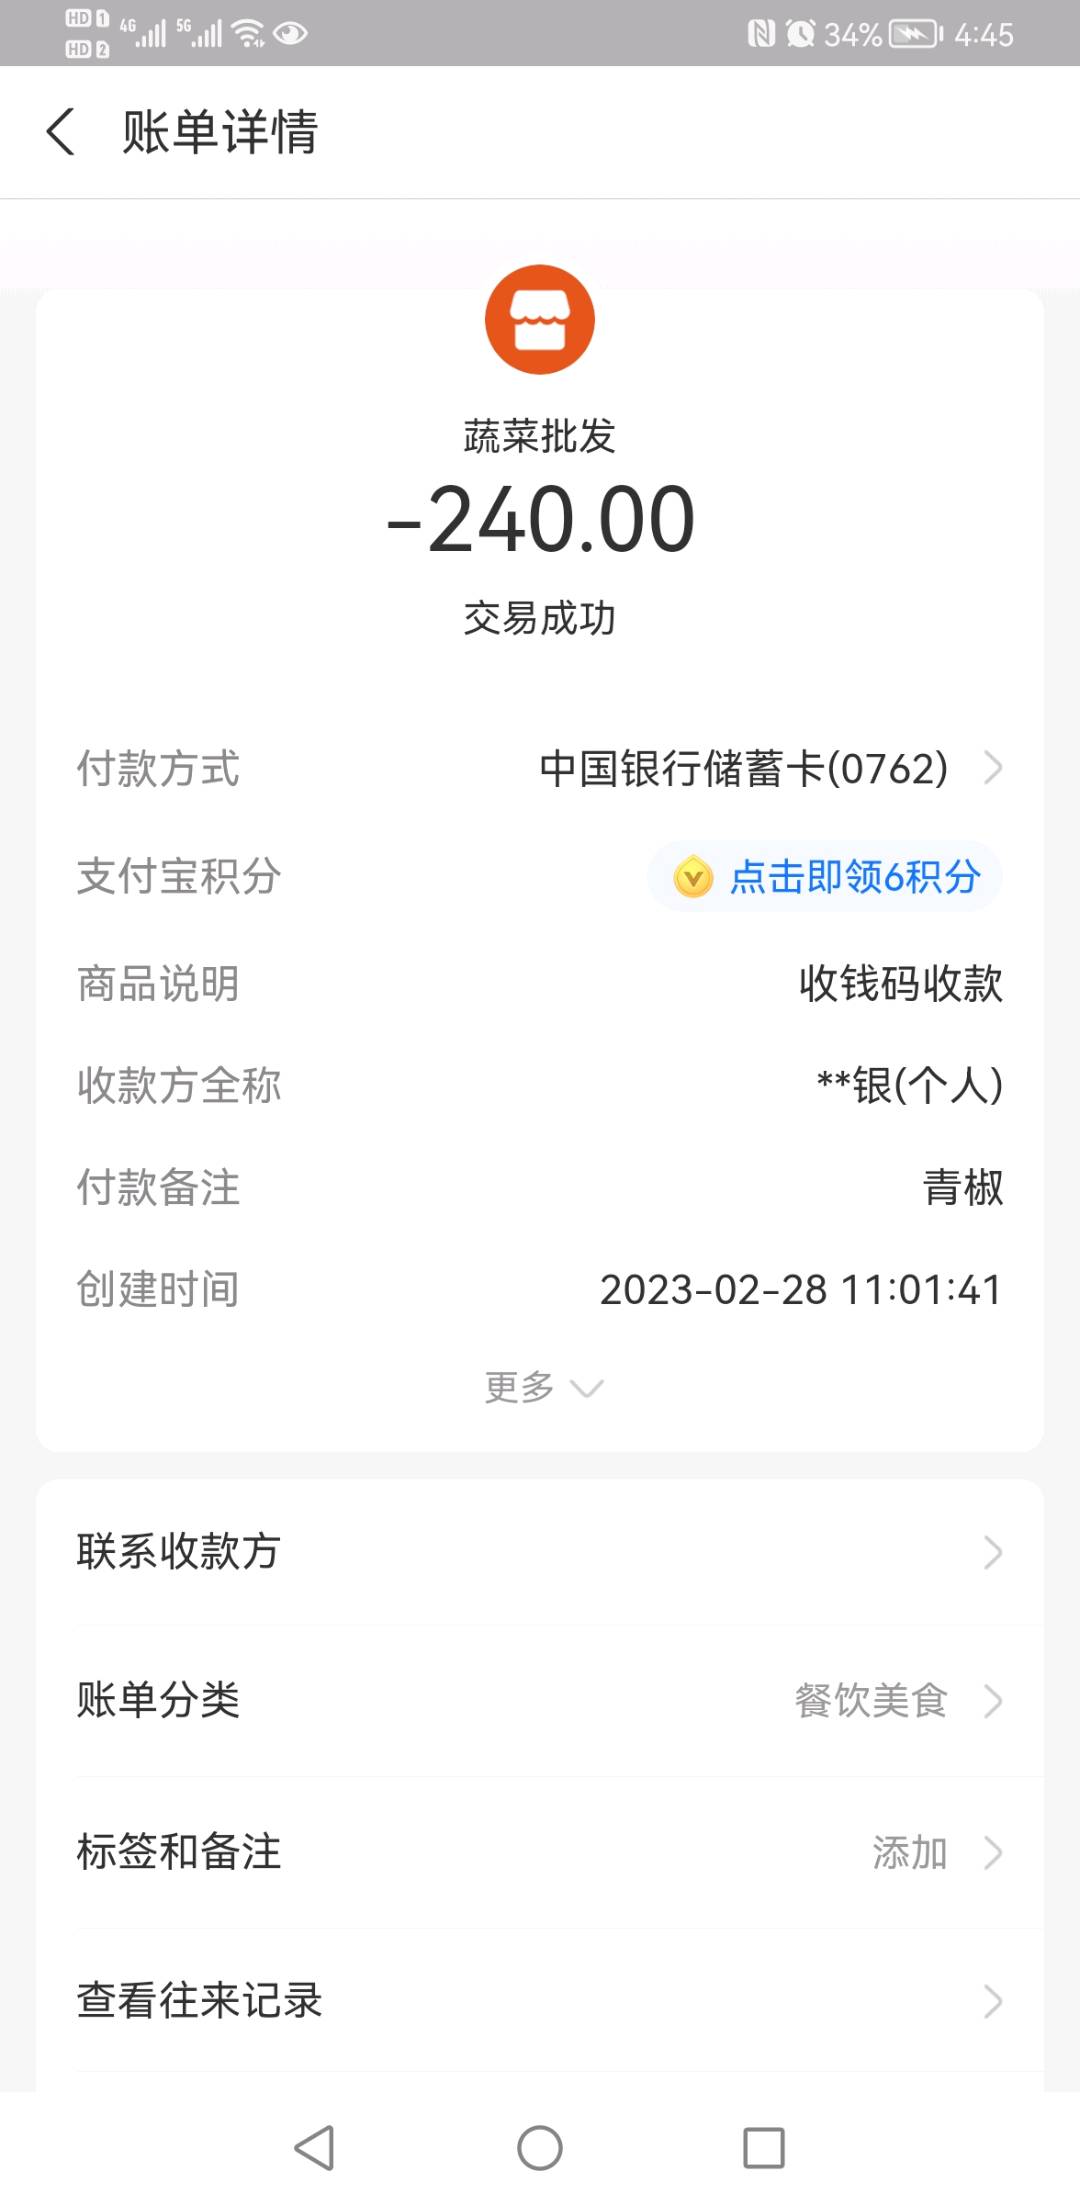 HD 1 4G 5G 34% 4:45
HD 2
账单详情
蔬菜批发
-240.00
交易成功
付款方式 中国银行储蓄卡(0762)
支付宝积分 点击即领6积分
商品说明 收钱码收款
收款方全称 **银(个人)
付款备注 青椒
创建时间 2023-02-28 11:01:41
更多
联系收款方
账单分类 餐饮美食
标签和备注 添加
查看往来记录